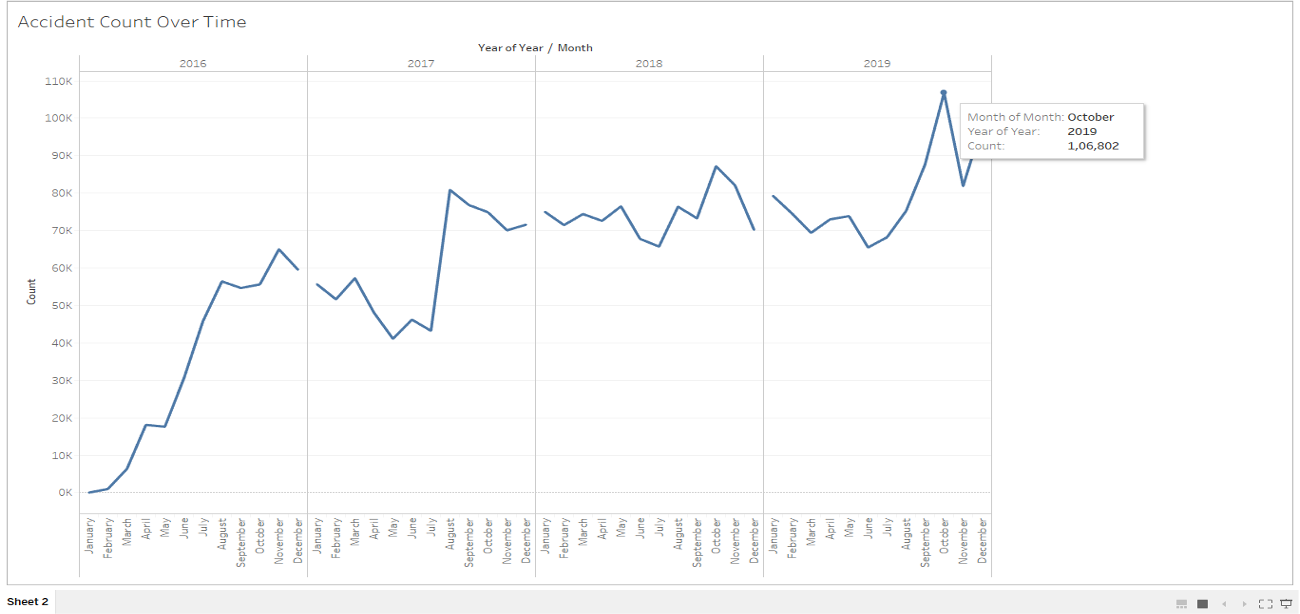 Accident Count Over Time
Year of Year / Month
2016 2017 2018 2019
110K
100K
90K
80K
70K
60K
50K
40K
30K
20K
10K
0K
Count
Month of Month: October
Year of Year: 2019
Count: 1,06,802
January February March April May June July August September October November December January February March April May June July August September October November December January February March April May June July August September October November December January February March April May June July August September October November December
Sheet 2